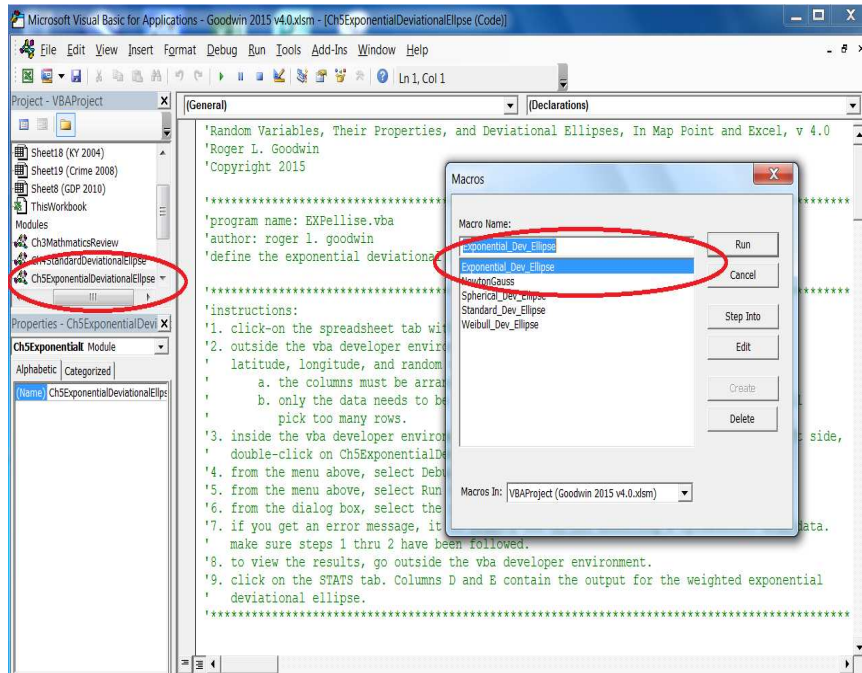 Microsoft Visual Basic for Applications - Goodwin 2015 v4.0.xlsm - [Ch5ExponentialDeviationalEllpse (Code)]
File Edit View Insert Format Debug Run Tools Add-Ins Window Help
Ln 1, Col 1
Project - VBAProject
Sheet18 (KY 2004)
Sheet19 (Crime 2008)
Sheet8 (GDP 2010)
ThisWorkbook
Modules
Ch3MathmaticsReview
Ch4StandardDeviationalEllipse
Ch5ExponentialDeviationalEllpse
Properties - Ch5ExponentialDevi
Ch5Exponential Module
Alphabetic Categorized
(Name) Ch5ExponentialDeviationalEllps
(General) (Declarations)
'Random Variables, Their Properties, and Deviational Ellipses, In Map Point and Excel, v 4.0
'Roger L. Goodwin
'Copyright 2015
'******************************************************************************************
'program name: EXPellise.vba
'author: roger l. goodwin
'define the exponential deviational
'******************************************************************************************
'instructions:
'1. click-on the spreadsheet tab wi
'2. outside the vba developer enviro
' latitude, longitude, and random
' a. the columns must be arran
' b. only the data needs to be
' pick too many rows.
'3. inside the vba developer environ t side,
' double-click on Ch5ExponentialDe
'4. from the menu above, select Debu
'5. from the menu above, select Run
'6. from the dialog box, select the
'7. if you get an error message, it data.
' make sure steps 1 thru 2 have been followed.
'8. to view the results, go outside the vba developer environment.
'9. click on the STATS tab. Columns D and E contain the output for the weighted exponential
' deviational ellipse.
'******************************************************************************************
Macros
Macro Name:
Exponential_Dev_Ellipse
Exponential_Dev_Ellipse
NewtonGauss
Spherical_Dev_Ellipse
Standard_Dev_Ellipse
Weibull_Dev_Ellipse
Run
Cancel
Step Into
Edit
Create
Delete
Macros In: VBAProject (Goodwin 2015 v4.0.xlsm)